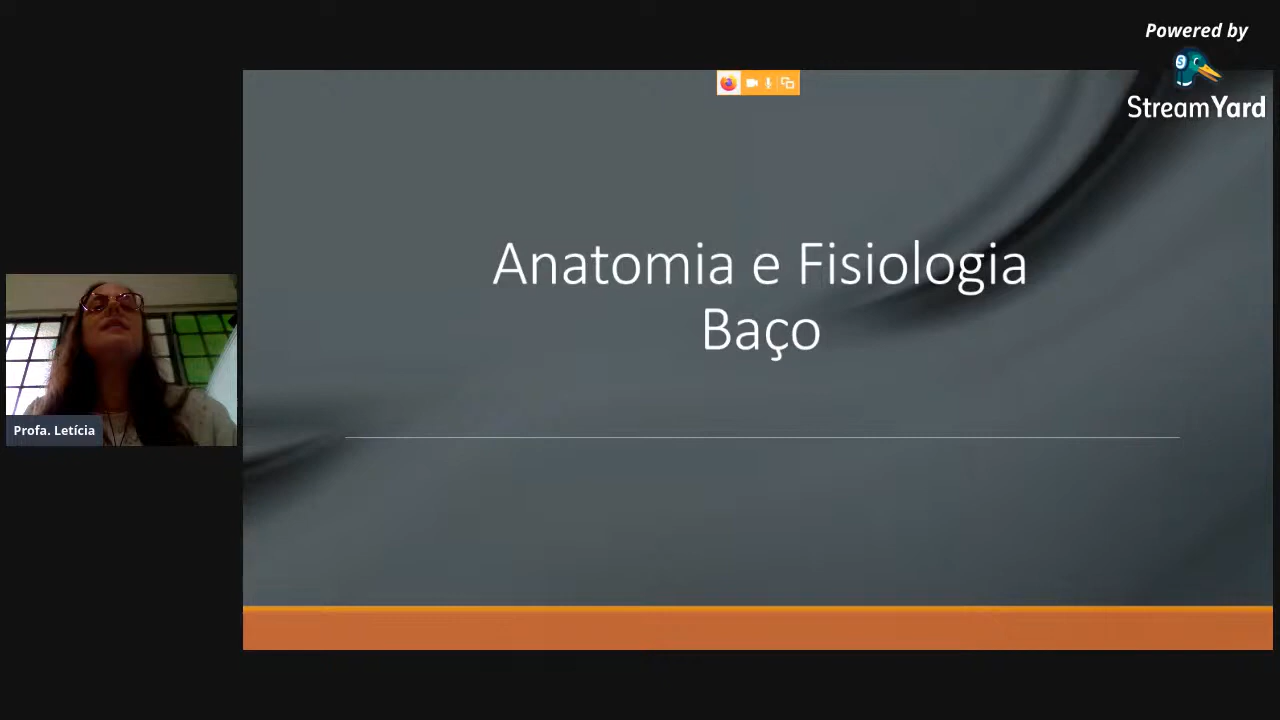 Powered by
StreamYard
Anatomia e Fisiologia
Baço
Profa. Letícia